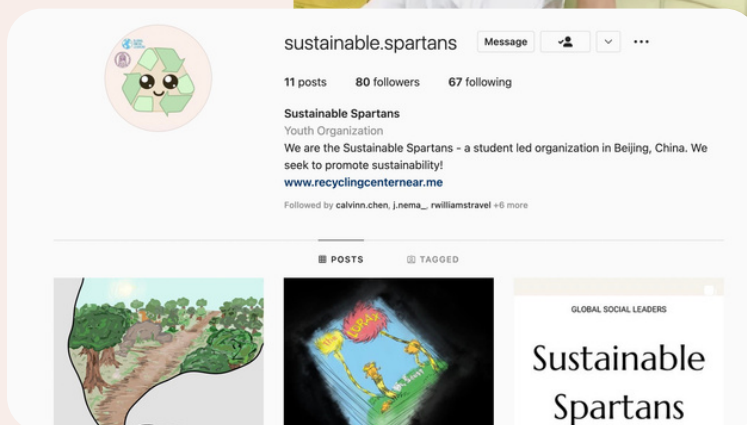 sustainable.spartans
Message
11 posts 80 followers 67 following
Sustainable Spartans
Youth Organization
We are the Sustainable Spartans - a student led organization in Beijing, China. We
seek to promote sustainability!
www.recyclingcenternear.me
Followed by calvinn.chen, j.nema_, rwilliamstravel +6 more
POSTS TAGGED
The
LORAX
GLOBAL SOCIAL LEADERS
Sustainable
Spartans